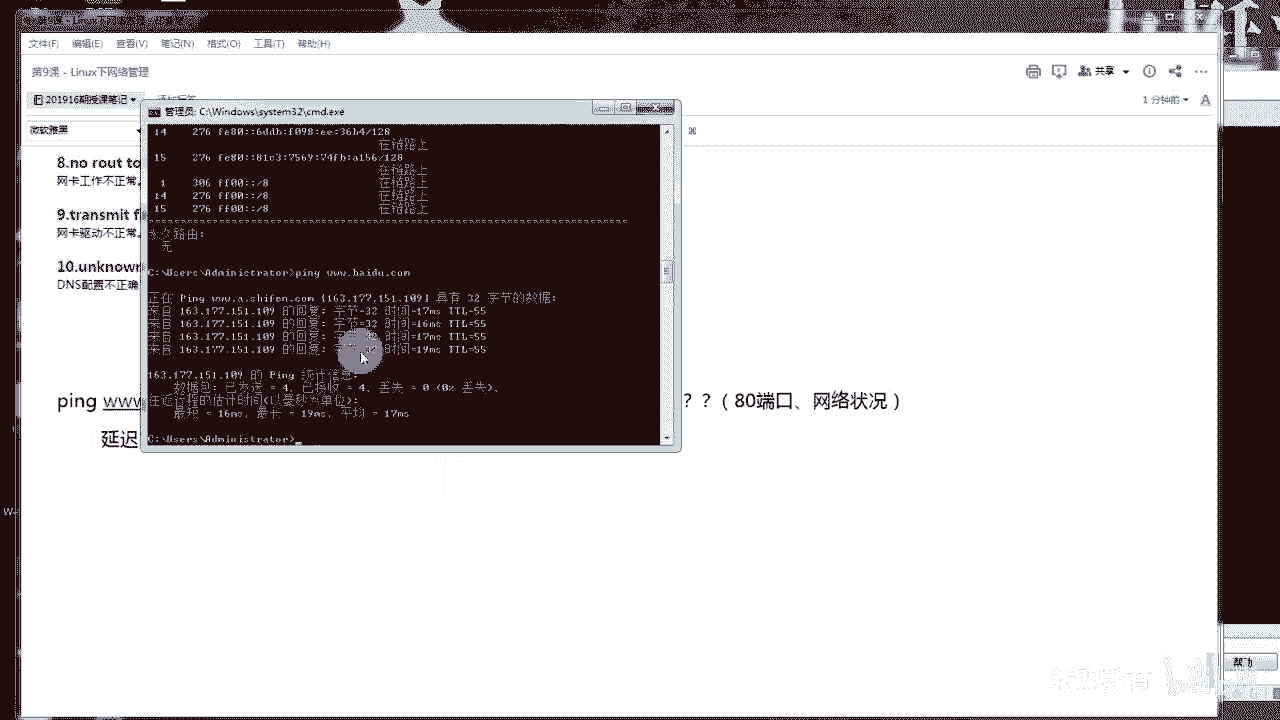 文件(F) 编辑(E) 查看(V) 笔记(N) 格式(O) 工具(T) 帮助(H)
第9课 - Linux下网络管理
共享
201916期授课笔记
1 分钟前
微软雅黑
管理员: C:\Windows\system32\cmd.exe
14 276 fe80::6ddb:f098:ee:36b4/128
在链路上
15 276 fe80::81c3:7569:74fb:a156/128
在链路上
1 306 ff00::/8 在链路上
14 276 ff00::/8 在链路上
15 276 ff00::/8 在链路上
永久路由:
无
C:\Users\Administrator>ping www.baidu.com
正在 Ping www.a.shifen.com [163.177.151.109] 具有 32 字节的数据:
来自 163.177.151.109 的回复: 字节=32 时间=17ms TTL=55
来自 163.177.151.109 的回复: 字节=32 时间=16ms TTL=55
来自 163.177.151.109 的回复: 字节=32 时间=17ms TTL=55
来自 163.177.151.109 的回复: 字节=32 时间=19ms TTL=55
163.177.151.109 的 Ping 统计信息:
数据包: 已发送 = 4，已接收 = 4，丢失 = 0 (0% 丢失)，
往返行程的估计时间(以毫秒为单位):
最短 = 16ms，最长 = 19ms，平均 = 17ms
C:\Users\Administrator>
8.no rout to
网卡工作不正常
9.transmit
网卡驱动不正常
10.unknown
DNS配置不正确
ping www
？？（80端口、网络状况）
延迟
帮助